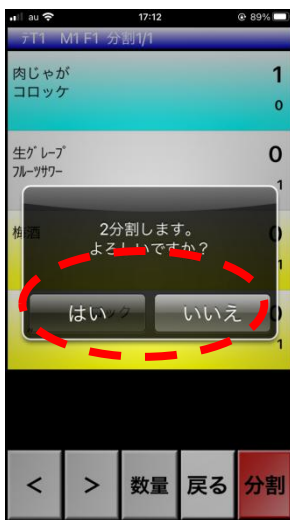 au 17:12 89%
テT1 M1 F1 分割1/1
肉じゃが 1
コロッケ
0
生グレープ 0
フルーツサワー
1
梅酒
1
2分割します。
よろしいですか?
はい いいえ
1
< > 数量 戻る 分割